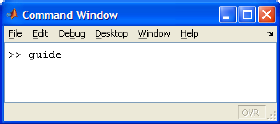 Command Window
File Edit Debug Desktop Window Help
>> guide
OVR